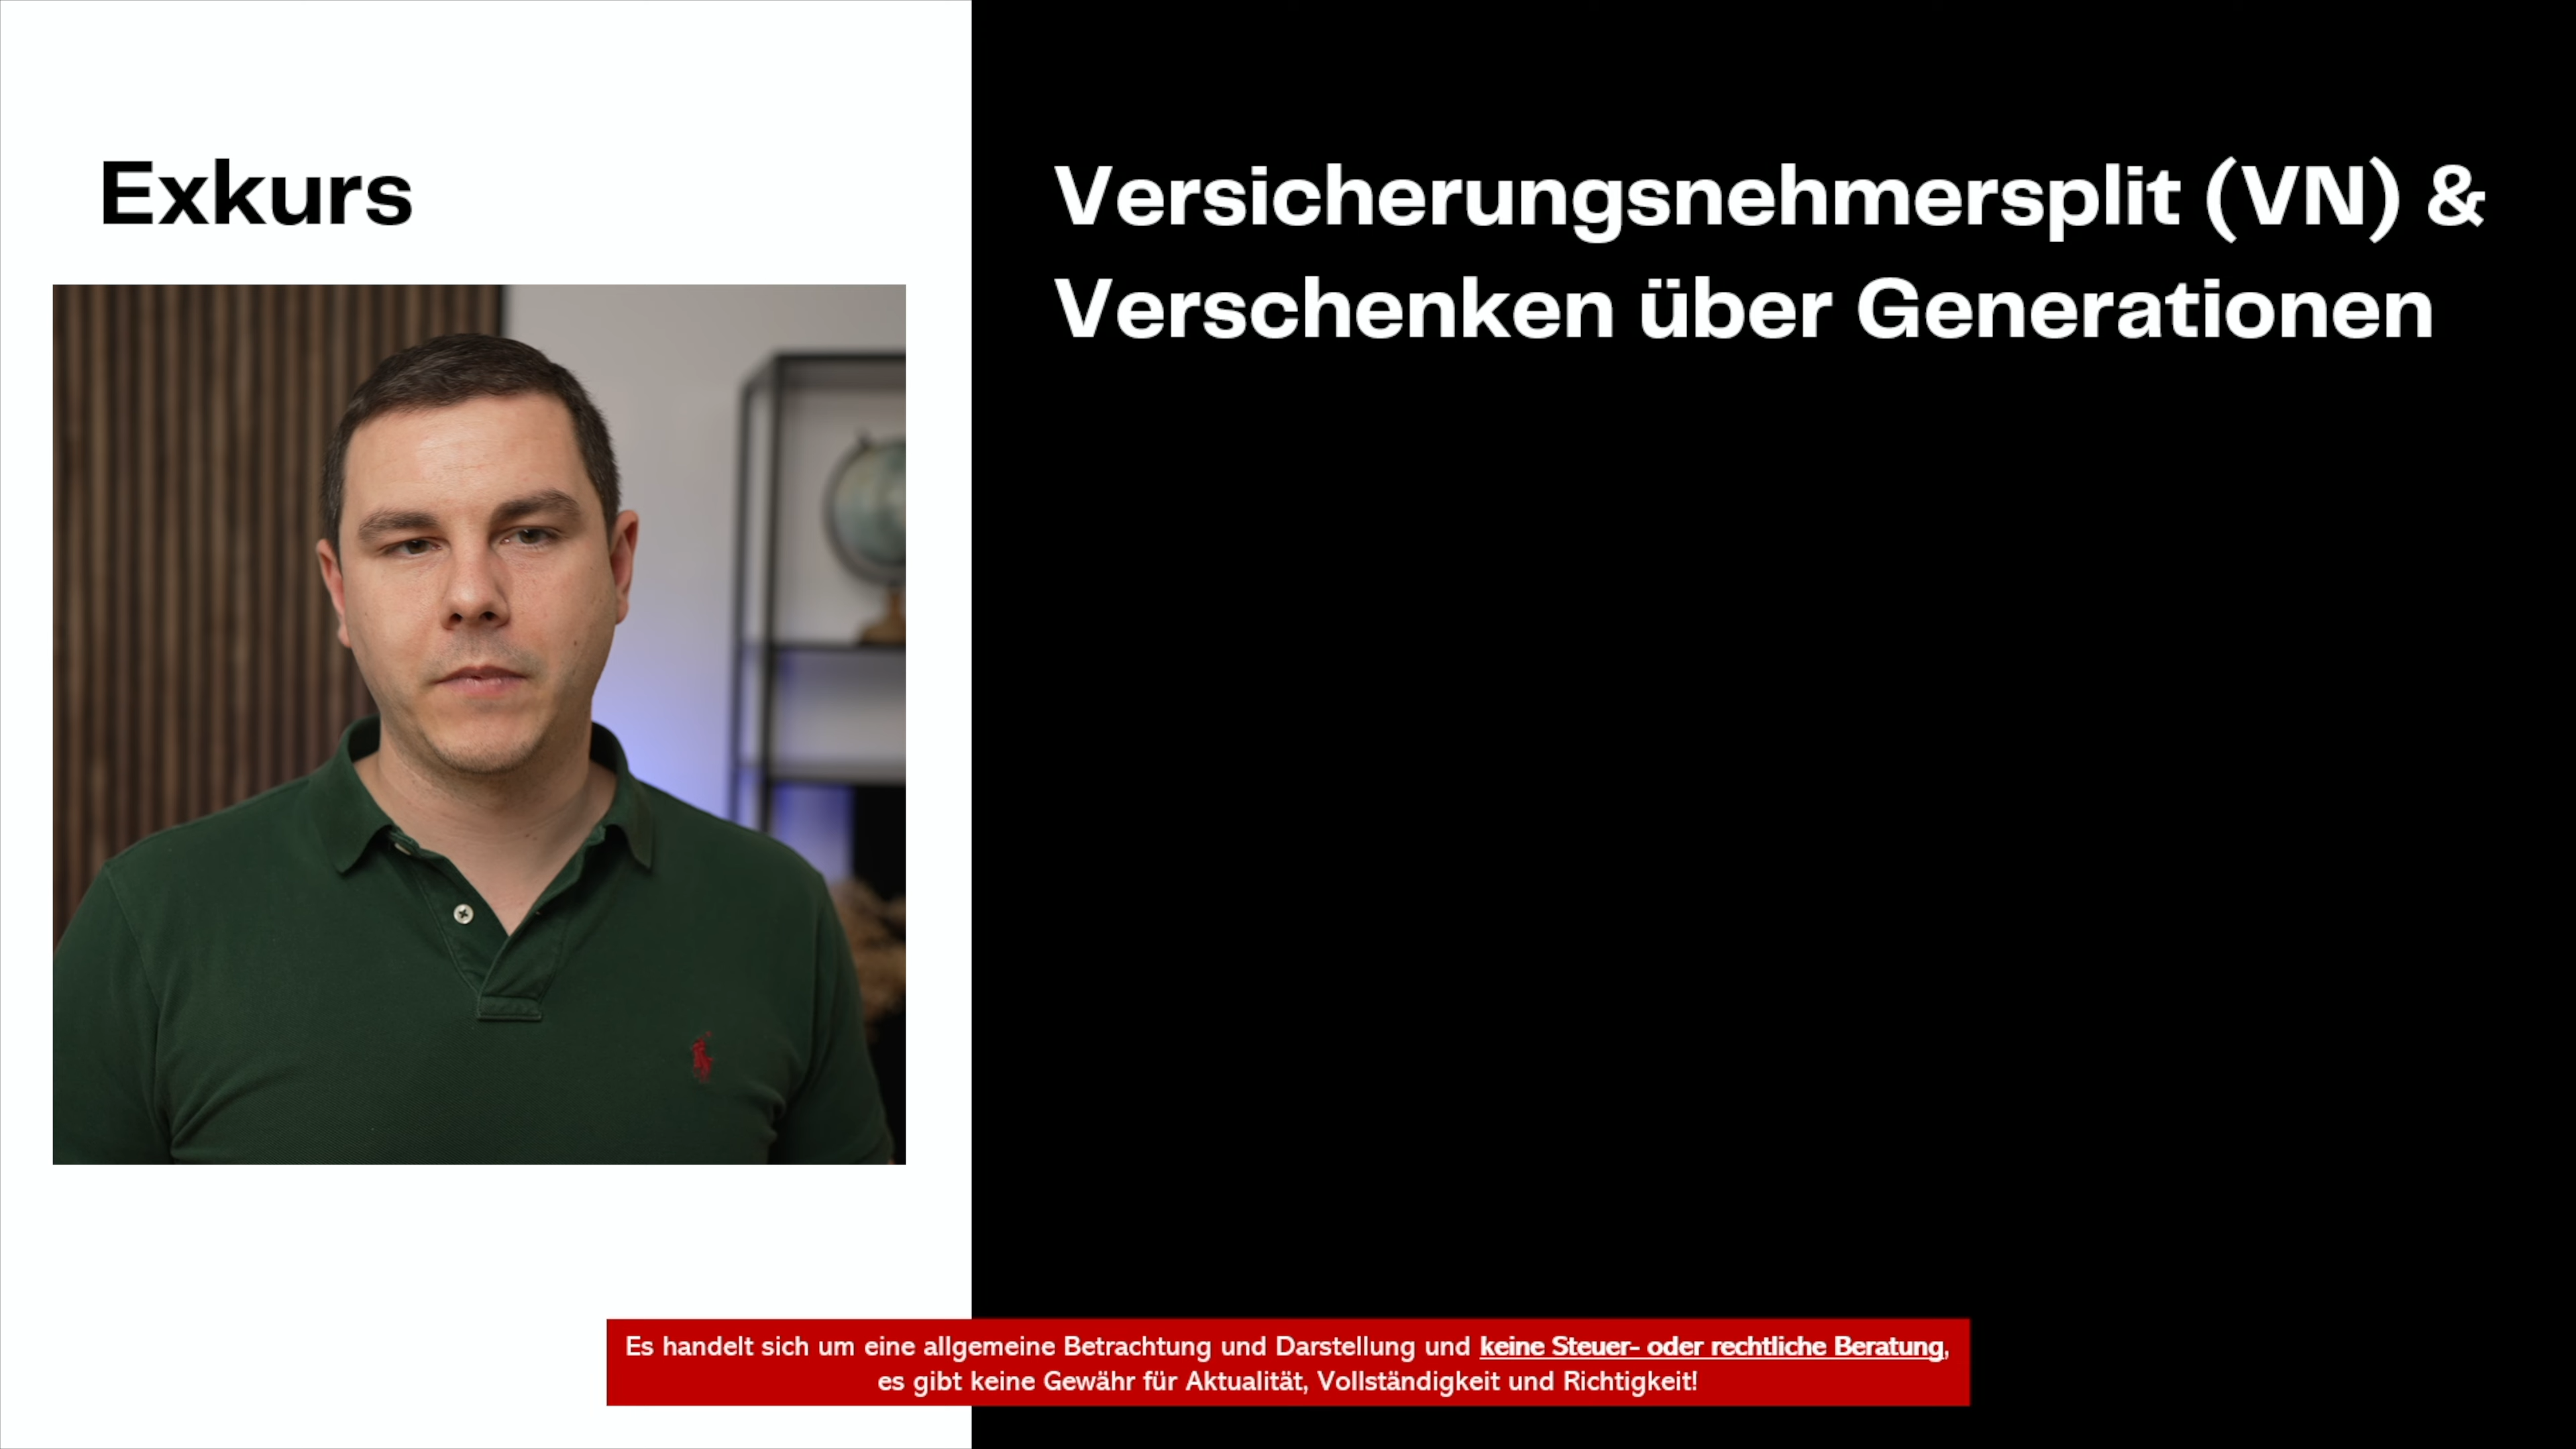 Exkurs
Versicherungsnehmersplit (VN) &
Verschenken über Generationen
Es handelt sich um eine allgemeine Betrachtung und Darstellung und keine Steuer- oder rechtliche Beratung,
es gibt keine Gewähr für Aktualität, Vollständigkeit und Richtigkeit!